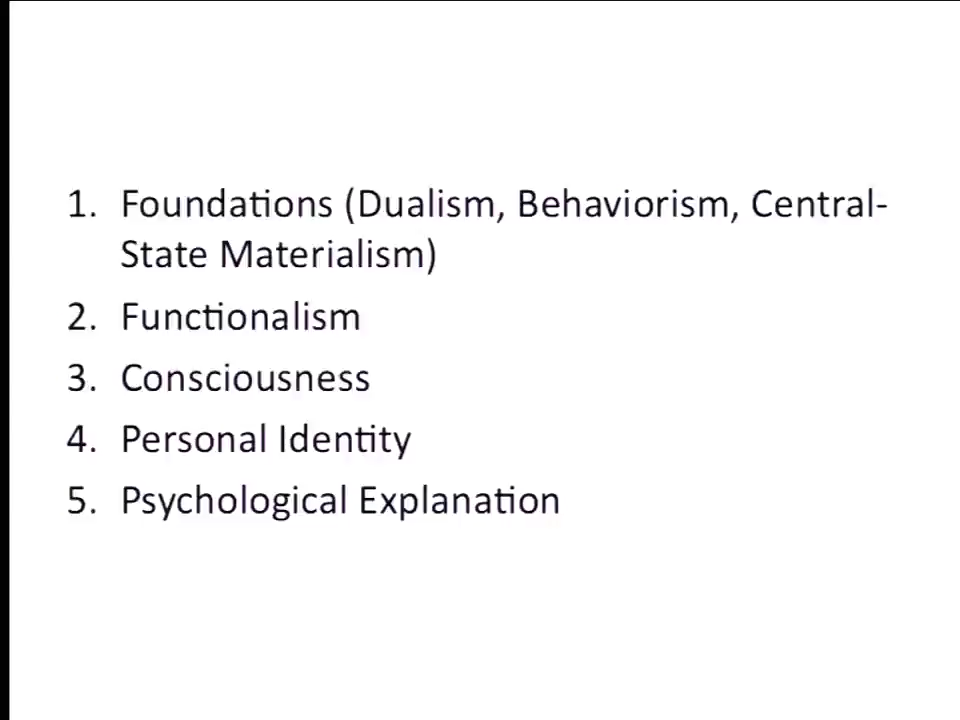 1. Foundations (Dualism, Behaviorism, Central-
State Materialism)
2. Functionalism
3. Consciousness
4. Personal Identity
5. Psychological Explanation